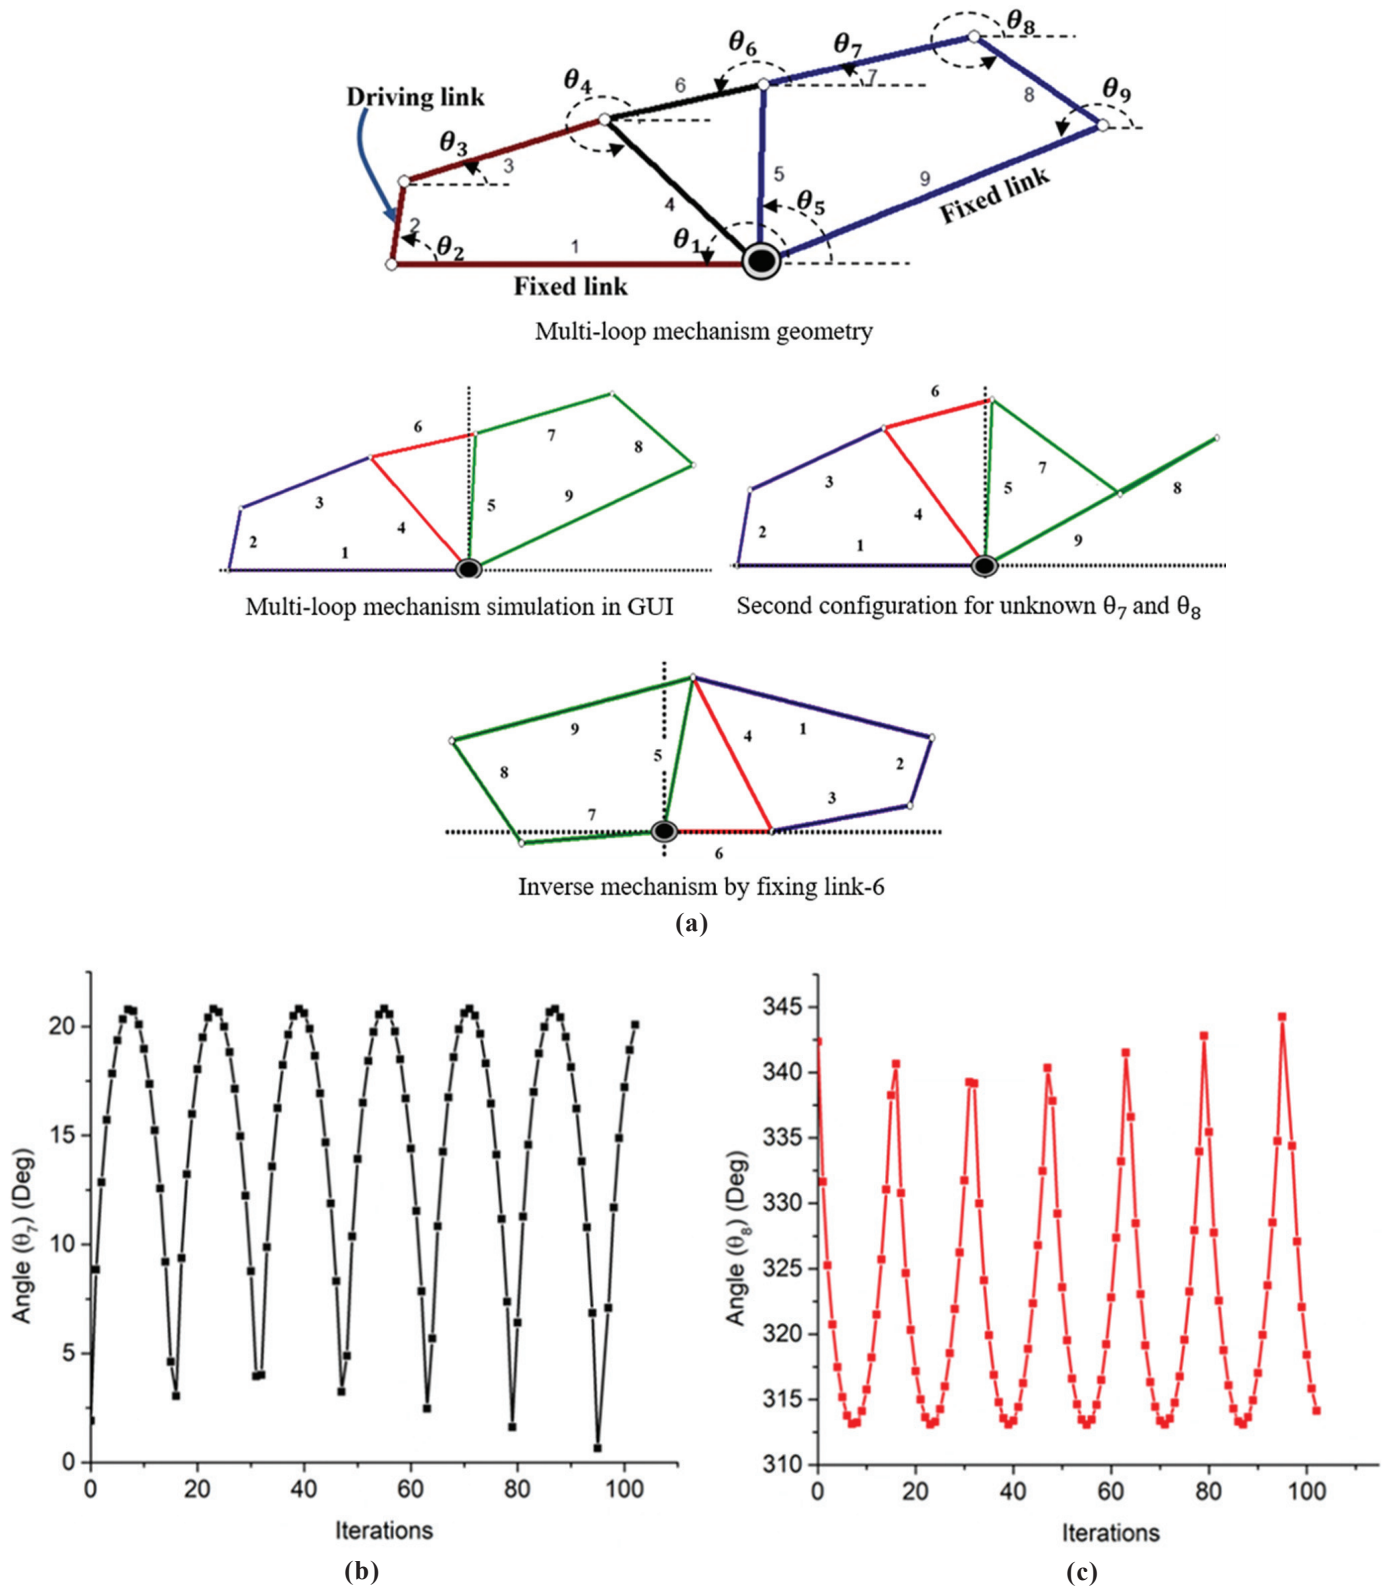 θ8
θ6
θ7
7
θ4
6
8
θ9
Driving link
θ3
3
5
9
Fixed link
4
θ5
2
θ2
1
θ1
Fixed link
Multi-loop mechanism geometry
6
7
8
3
5
9
4
2
1
Multi-loop mechanism simulation in GUI
6
7
3
5
8
4
2
9
1
Second configuration for unknown θ7 and θ8
9
5
4
1
8
2
7
3
6
Inverse mechanism by fixing link-6
(a)
Angle (θ7) (Deg)
20
15
10
5
0
0 20 40 60 80 100
Iterations
(b)
Angle (θ8) (Deg)
345
340
335
330
325
320
315
310
0 20 40 60 80 100
Iterations
(c)